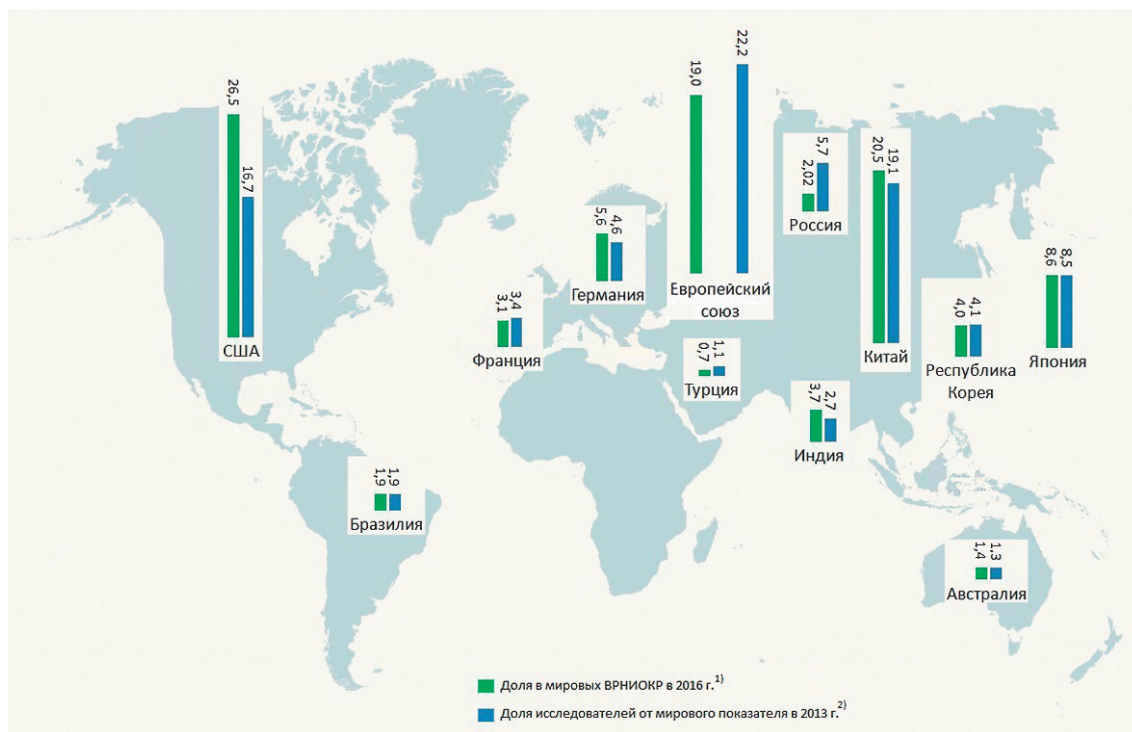 26,5
16,7
США
1,9
1,9
Бразилия
3,1
3,4
Франция
5,6
4,6
Германия
19,0
22,2
Европейский
союз
0,7
1,1
Турция
2,02
5,7
Россия
3,7
2,7
Индия
20,5
19,1
Китай
4,0
4,1
Республика
Корея
8,6
8,5
Япония
1,4
1,3
Австралия
Доля в мировых ВРНИОКР в 2016 г.1)
Доля исследователей от мирового показателя в 2013 г.2)